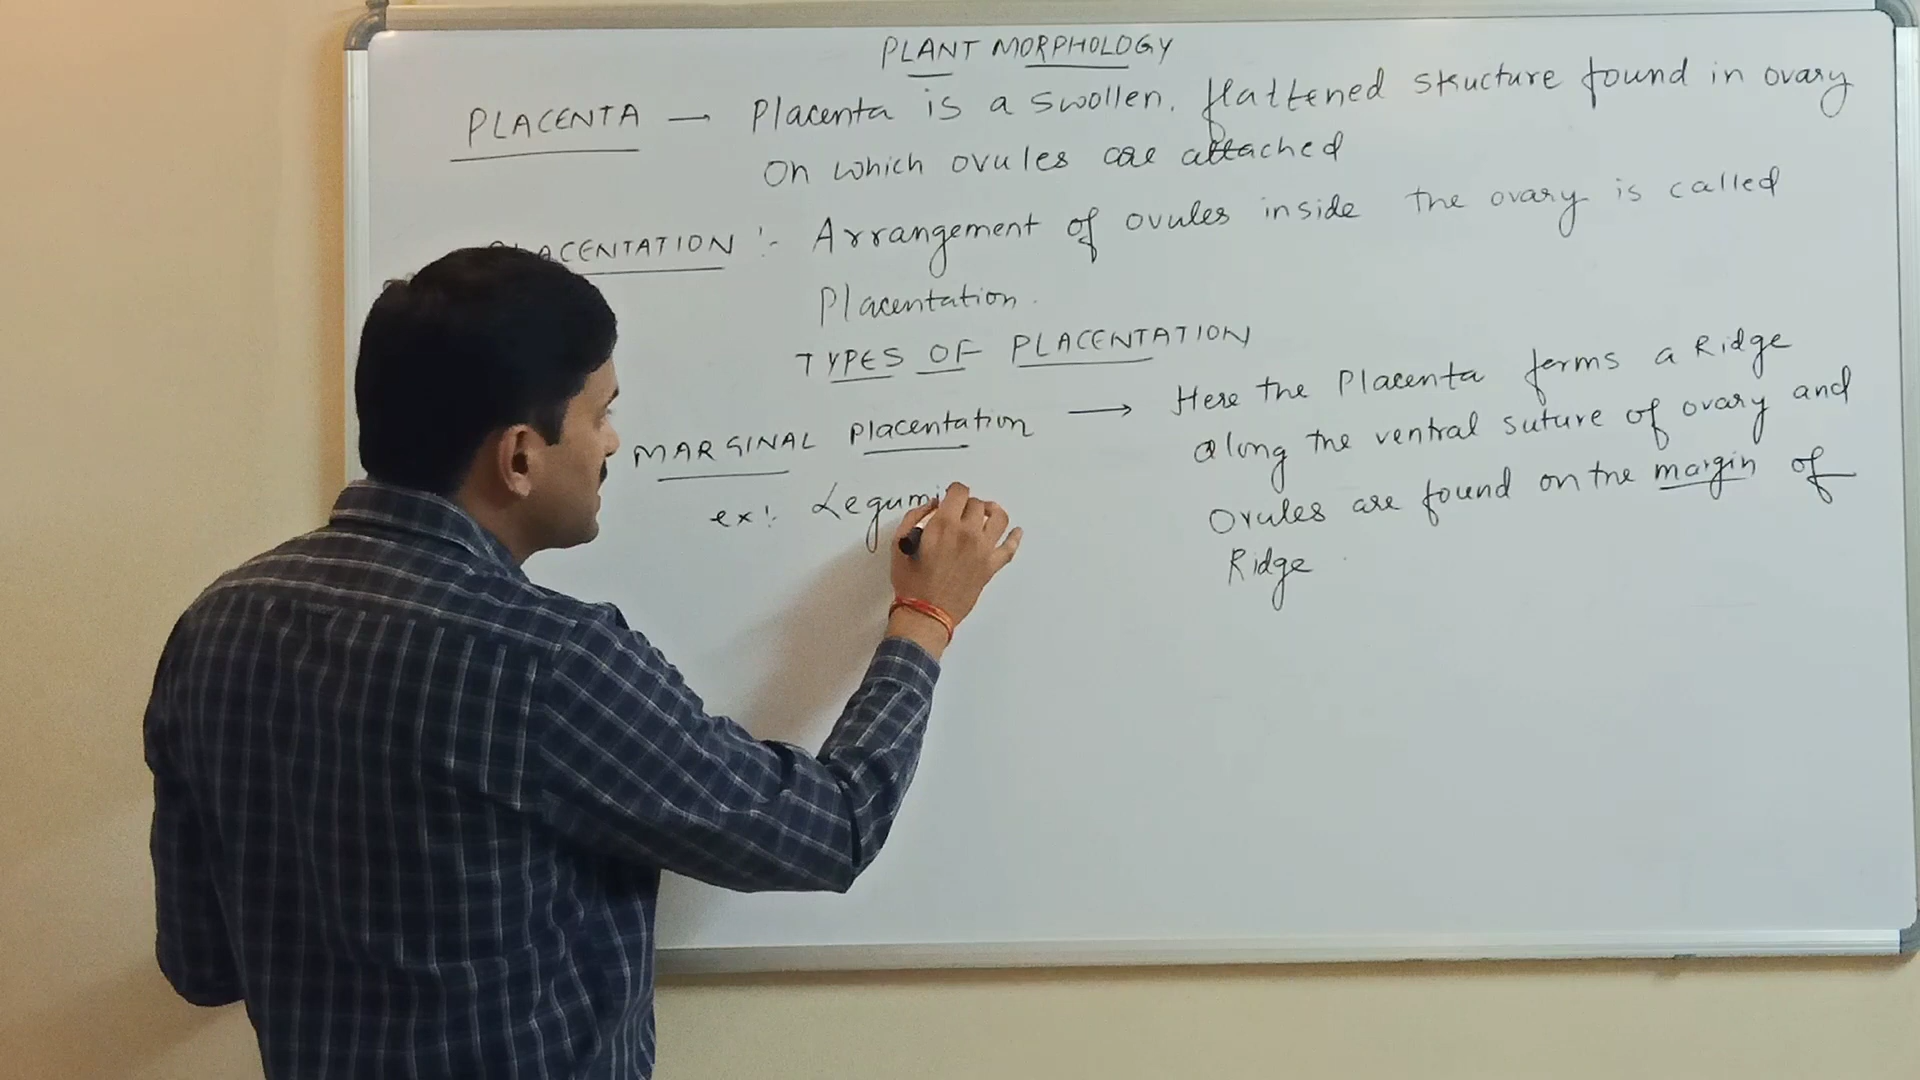 PLANT MORPHOLOGY
PLACENTA — Placenta is a swollen, flattened structure found in ovary
on which ovules are attached
PLACENTATION :- Arrangement of ovules inside the ovary is called
Placentation.
TYPES OF PLACENTATION
MARGINAL Placentation → Here the Placenta forms a Ridge
along the ventral suture of ovary and
ex: Legumi
Ovules are found on the margin of
Ridge